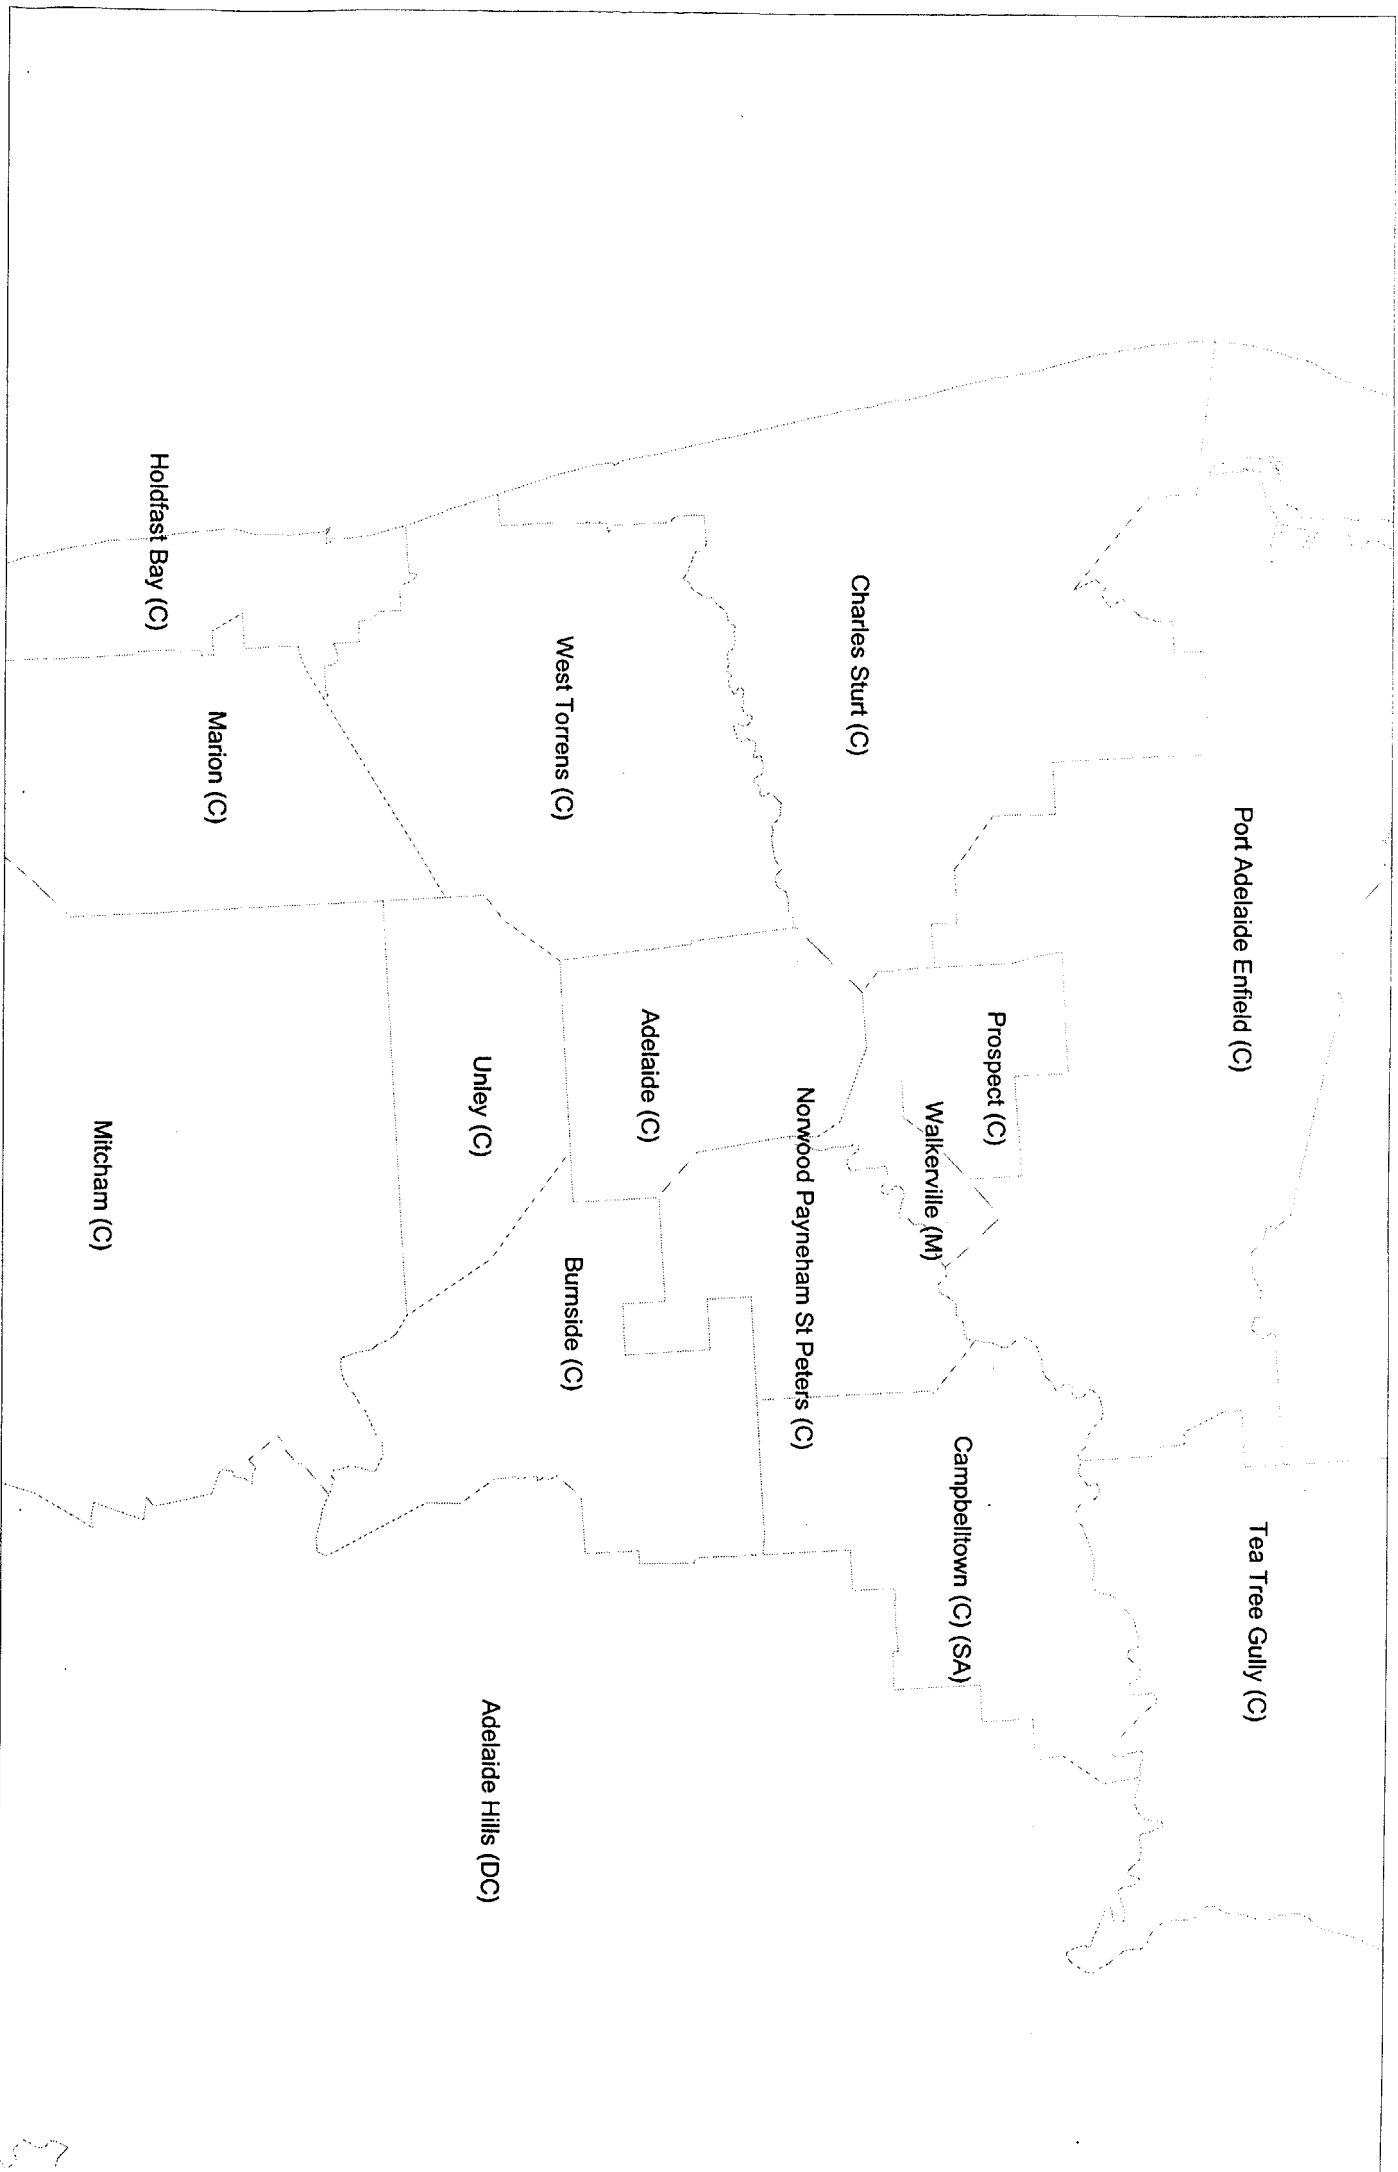 Port Adelaide Enfield (C)
Tea Tree Gully (C)
Prospect (C)
Campbelltown (C) (SA)
Walkerville (M)
Charles Sturt (C)
Norwood Payneham St Peters (C)
Adelaide (C)
West Torrens (C)
Burnside (C)
Unley (C)
Adelaide Hills (DC)
Marion (C)
Holdfast Bay (C)
Mitcham (C)